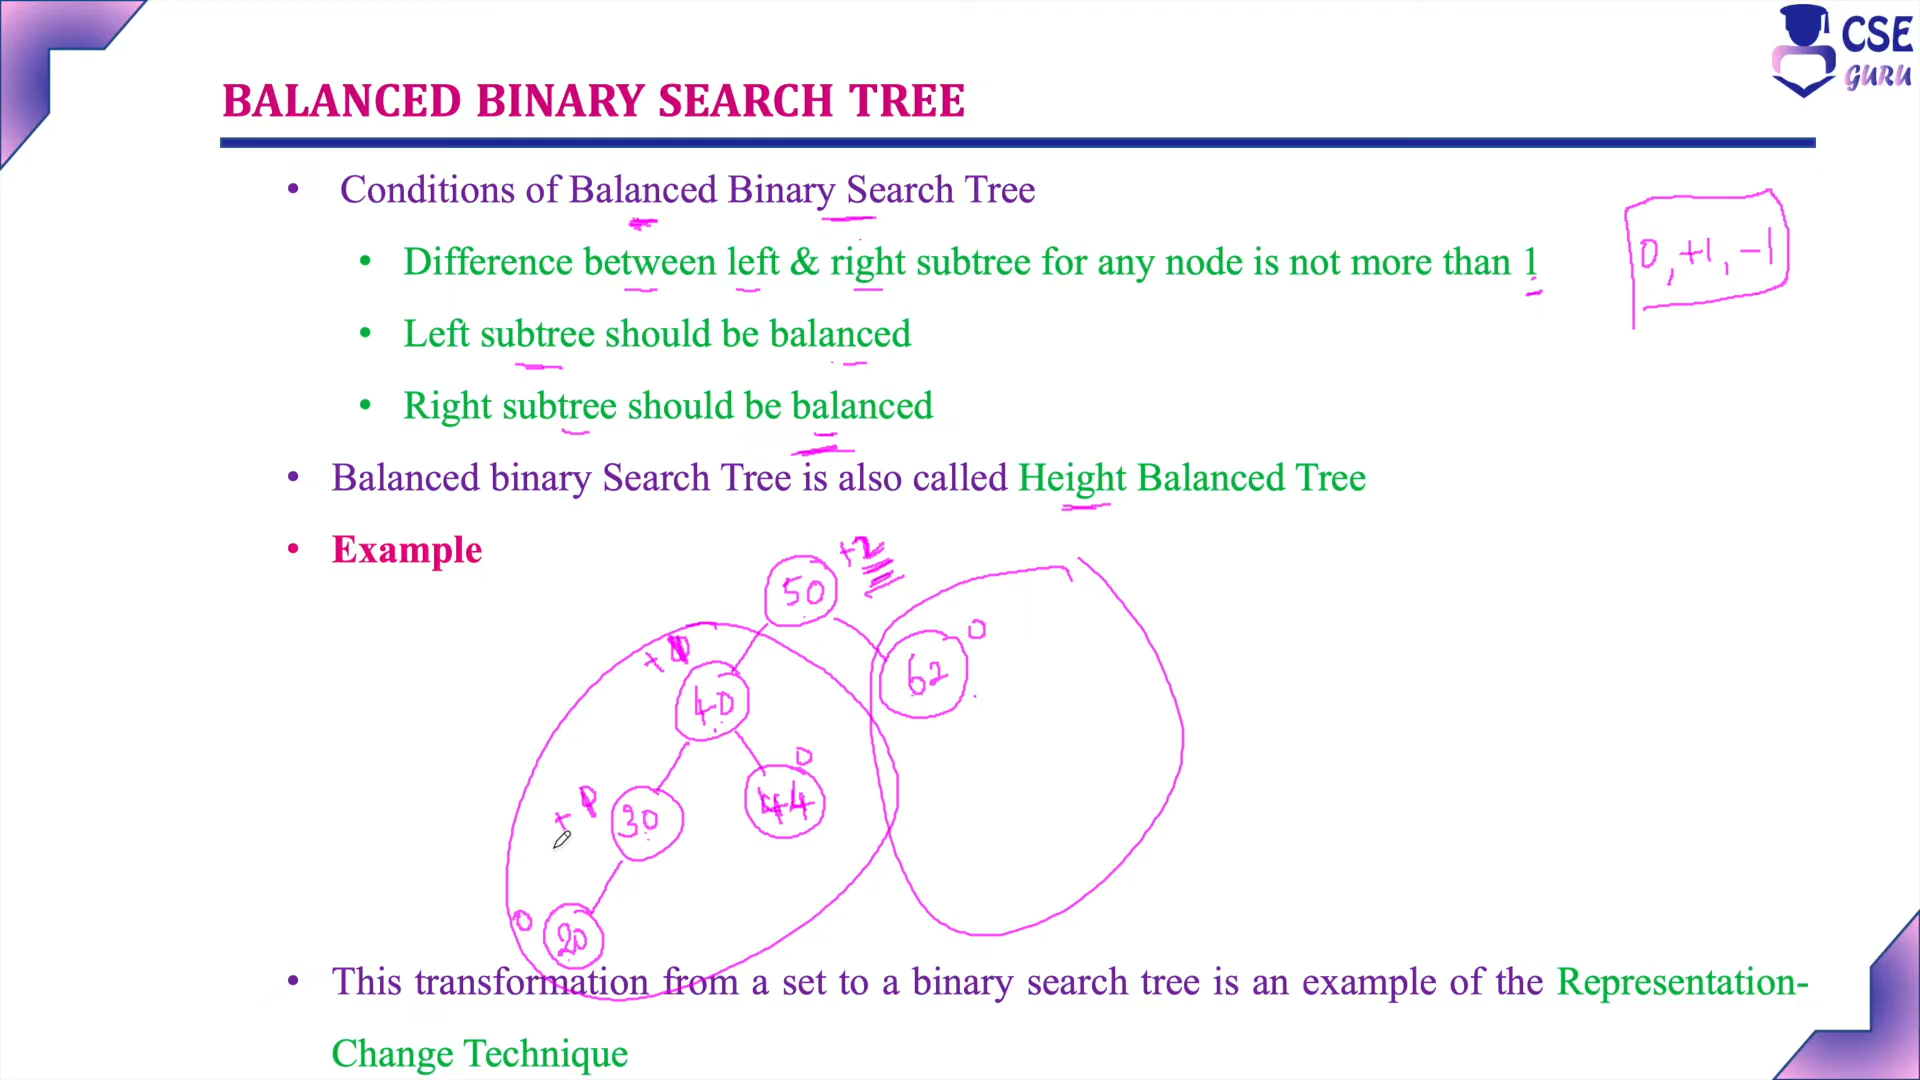 CSE
GURU
BALANCED BINARY SEARCH TREE
• Conditions of Balanced Binary Search Tree
• Difference between left & right subtree for any node is not more than 1
0, +1, -1
• Left subtree should be balanced
• Right subtree should be balanced
• Balanced binary Search Tree is also called Height Balanced Tree
• Example
+2
50
0
62
40
0
44
30
0
20
• This transformation from a set to a binary search tree is an example of the Representation-
Change Technique